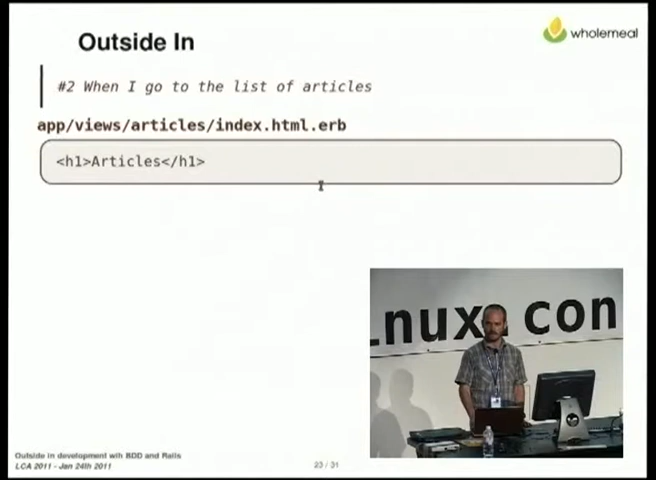 Outside In
wholemeal
#2 When I go to the list of articles
app/views/articles/index.html.erb
<h1>Articles</h1>
nux.conf
Outside in development with BDD and Rails
LCA 2011 - Jan 24th 2011
23 / 31